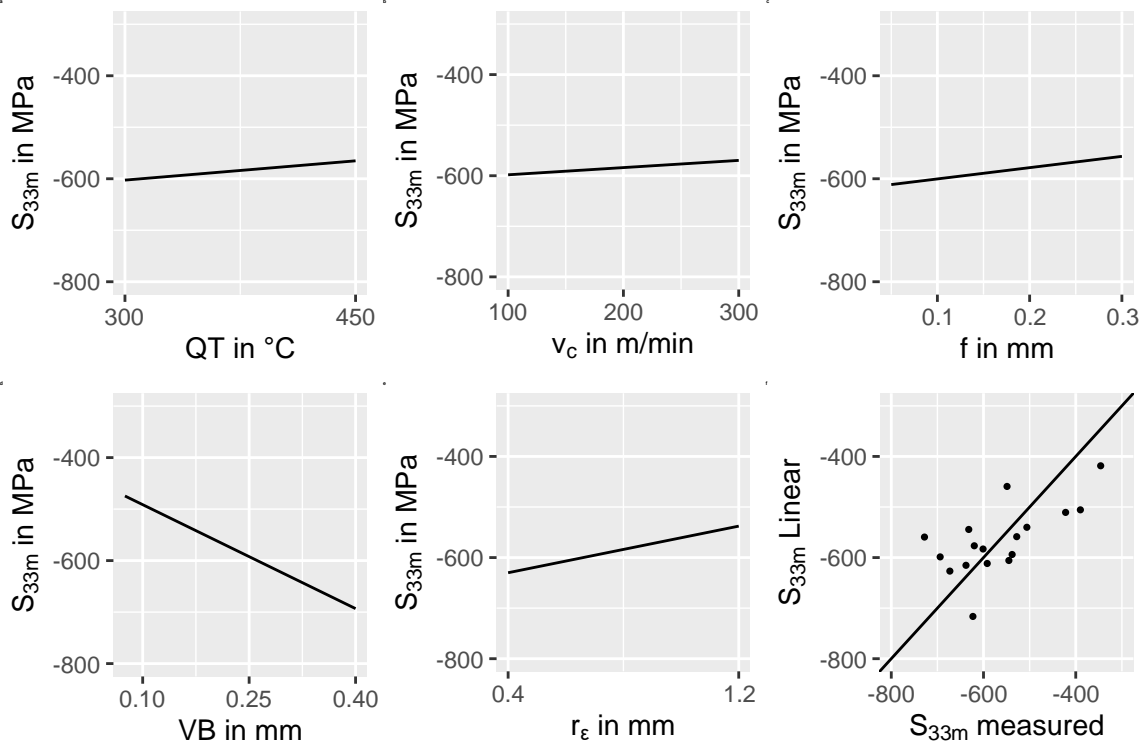 S33m in MPa
-400
-600
-800
300
450
QT in °C
S33m in MPa
-400
-600
-800
100
200
300
vc in m/min
S33m in MPa
-400
-600
-800
0.1
0.2
0.3
f in mm
S33m in MPa
-400
-600
-800
0.10
0.25
0.40
VB in mm
S33m in MPa
-400
-600
-800
0.4
1.2
rε in mm
S33m Linear
-400
-600
-800
-800
-600
-400
S33m measured